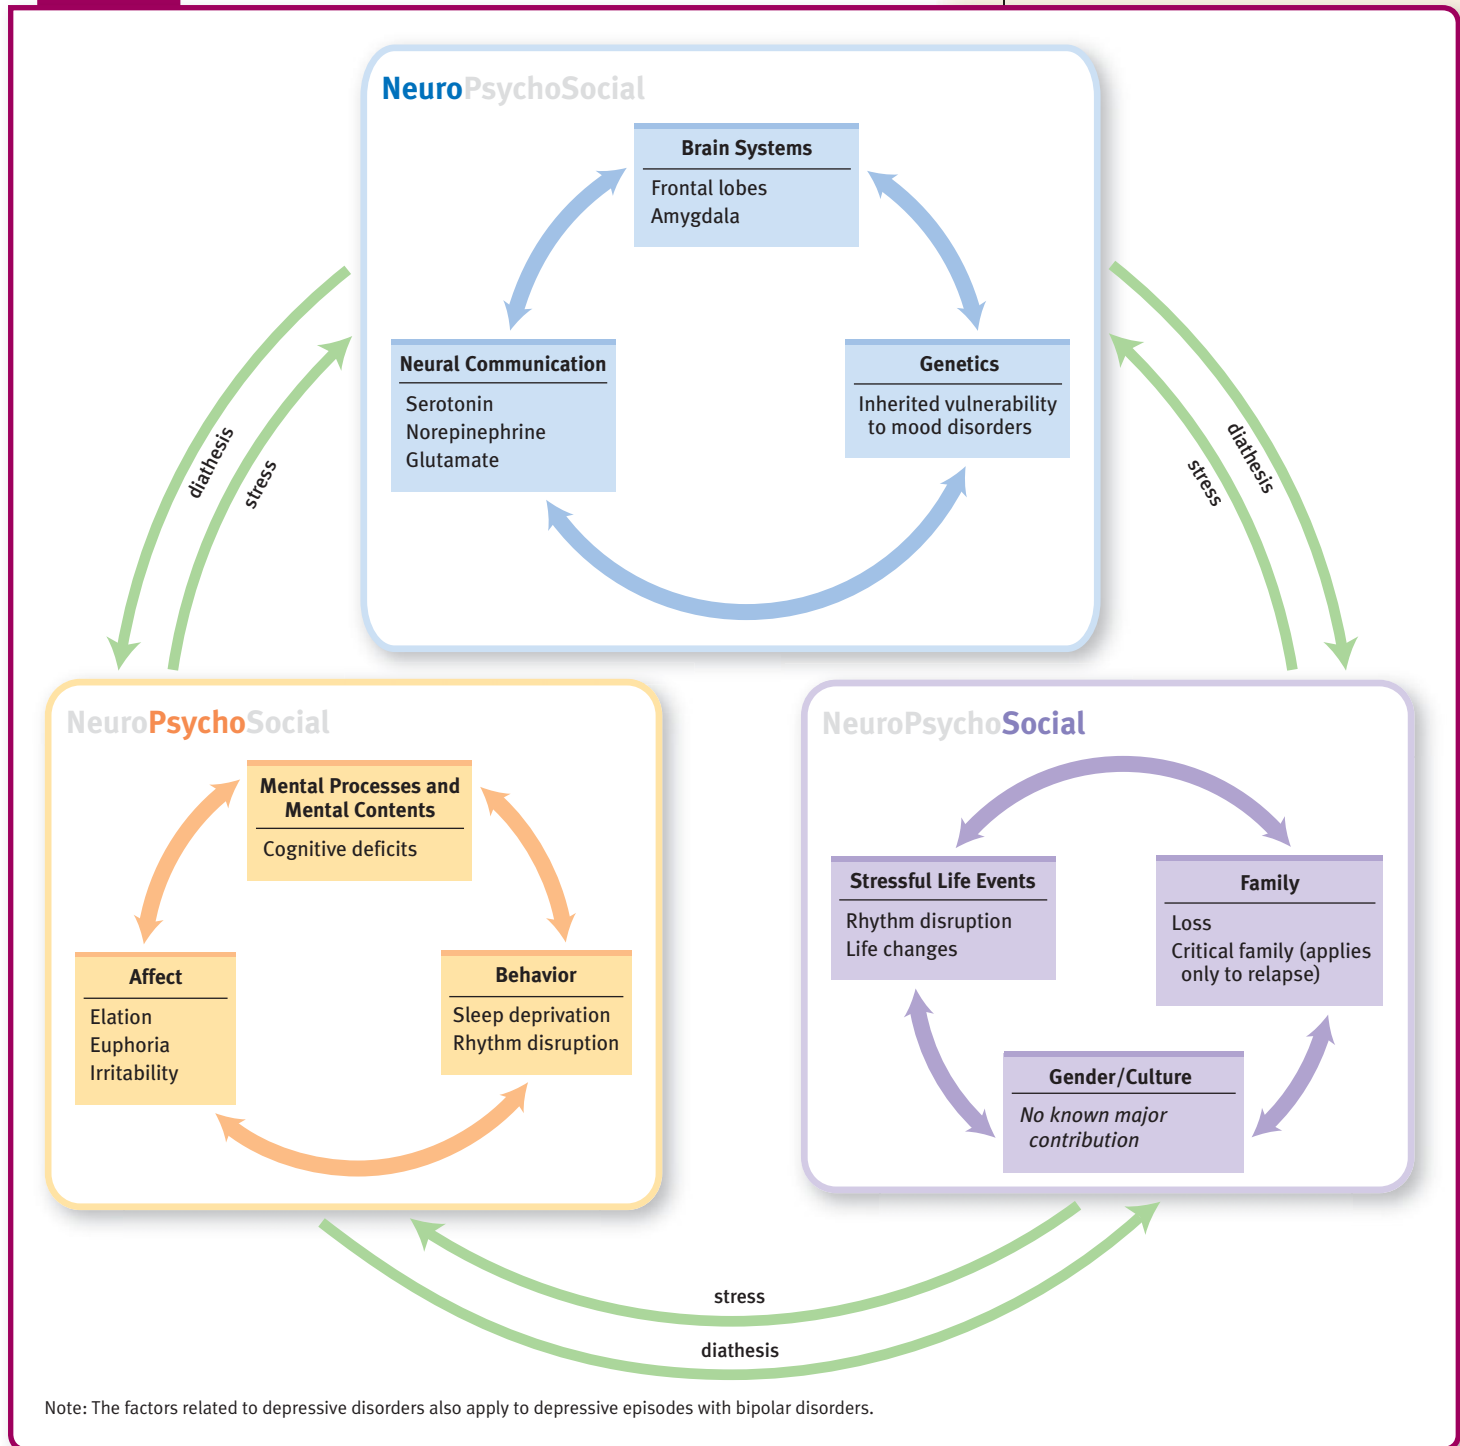 NeuroPsychoSocial
Brain Systems
Frontal lobes
Amygdala
Neural Communication
Serotonin
Norepinephrine
Glutamate
Genetics
Inherited vulnerability
to mood disorders
diathesis
stress
stress
diathesis
NeuroPsychoSocial
Mental Processes and
Mental Contents
Cognitive deficits
Affect
Elation
Euphoria
Irritability
Behavior
Sleep deprivation
Rhythm disruption
NeuroPsychoSocial
Stressful Life Events
Rhythm disruption
Life changes
Family
Loss
Critical family (applies
only to relapse)
Gender/Culture
No known major
contribution
stress
diathesis
Note: The factors related to depressive disorders also apply to depressive episodes with bipolar disorders.